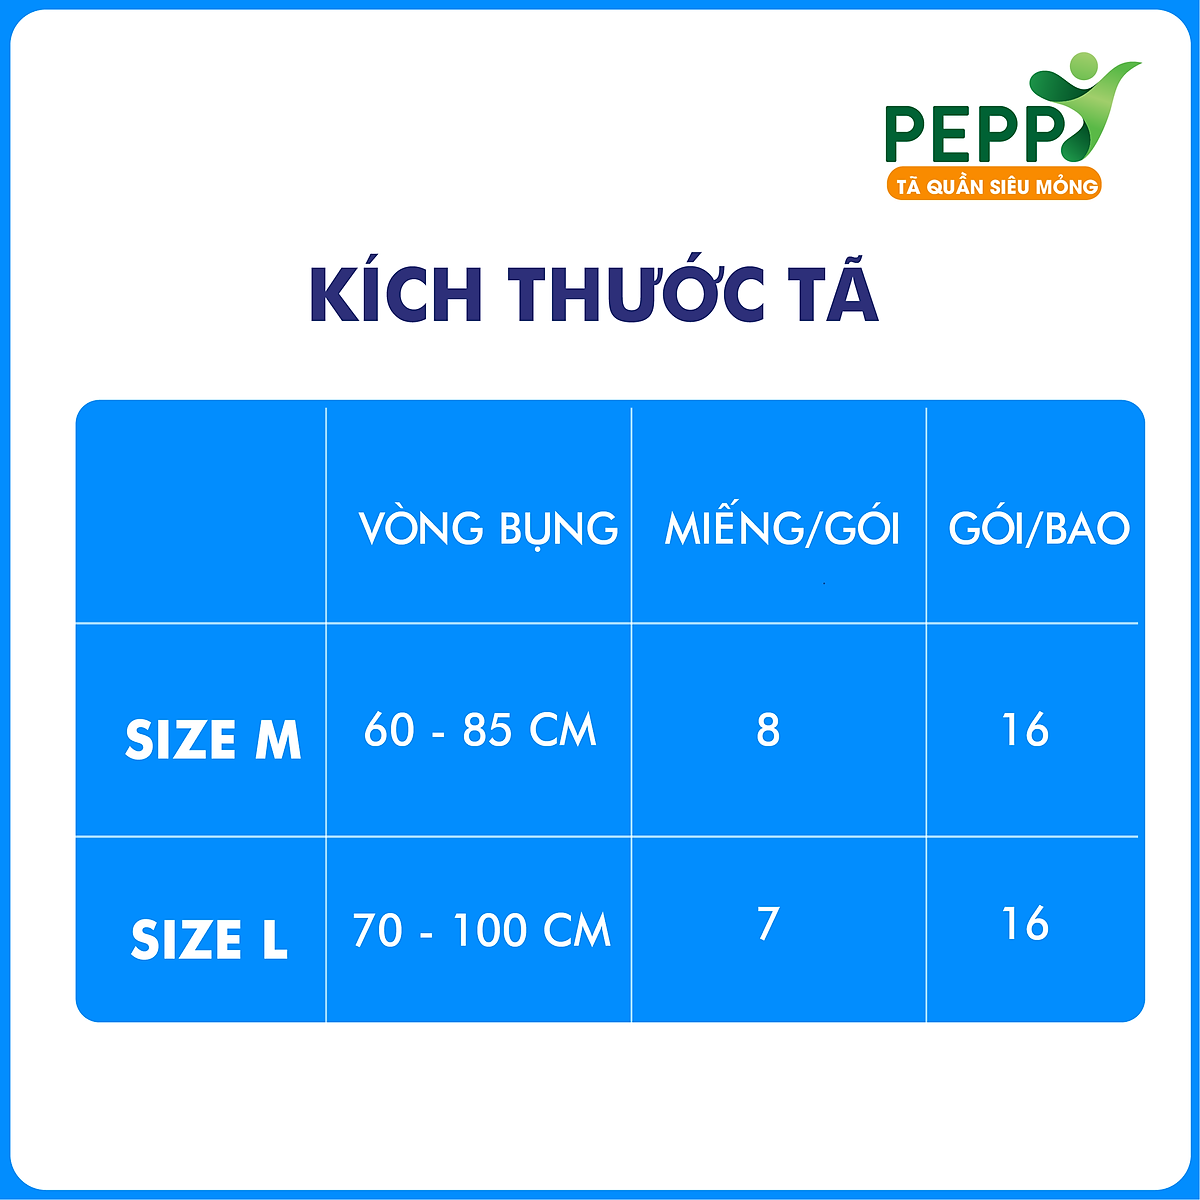 PEPPY
TÃ QUẦN SIÊU MỎNG
KÍCH THƯỚC TÃ
VÒNG BỤNG MIẾNG/GÓI GÓI/BAO
SIZE M 60 - 85 CM 8 16
SIZE L 70 - 100 CM 7 16